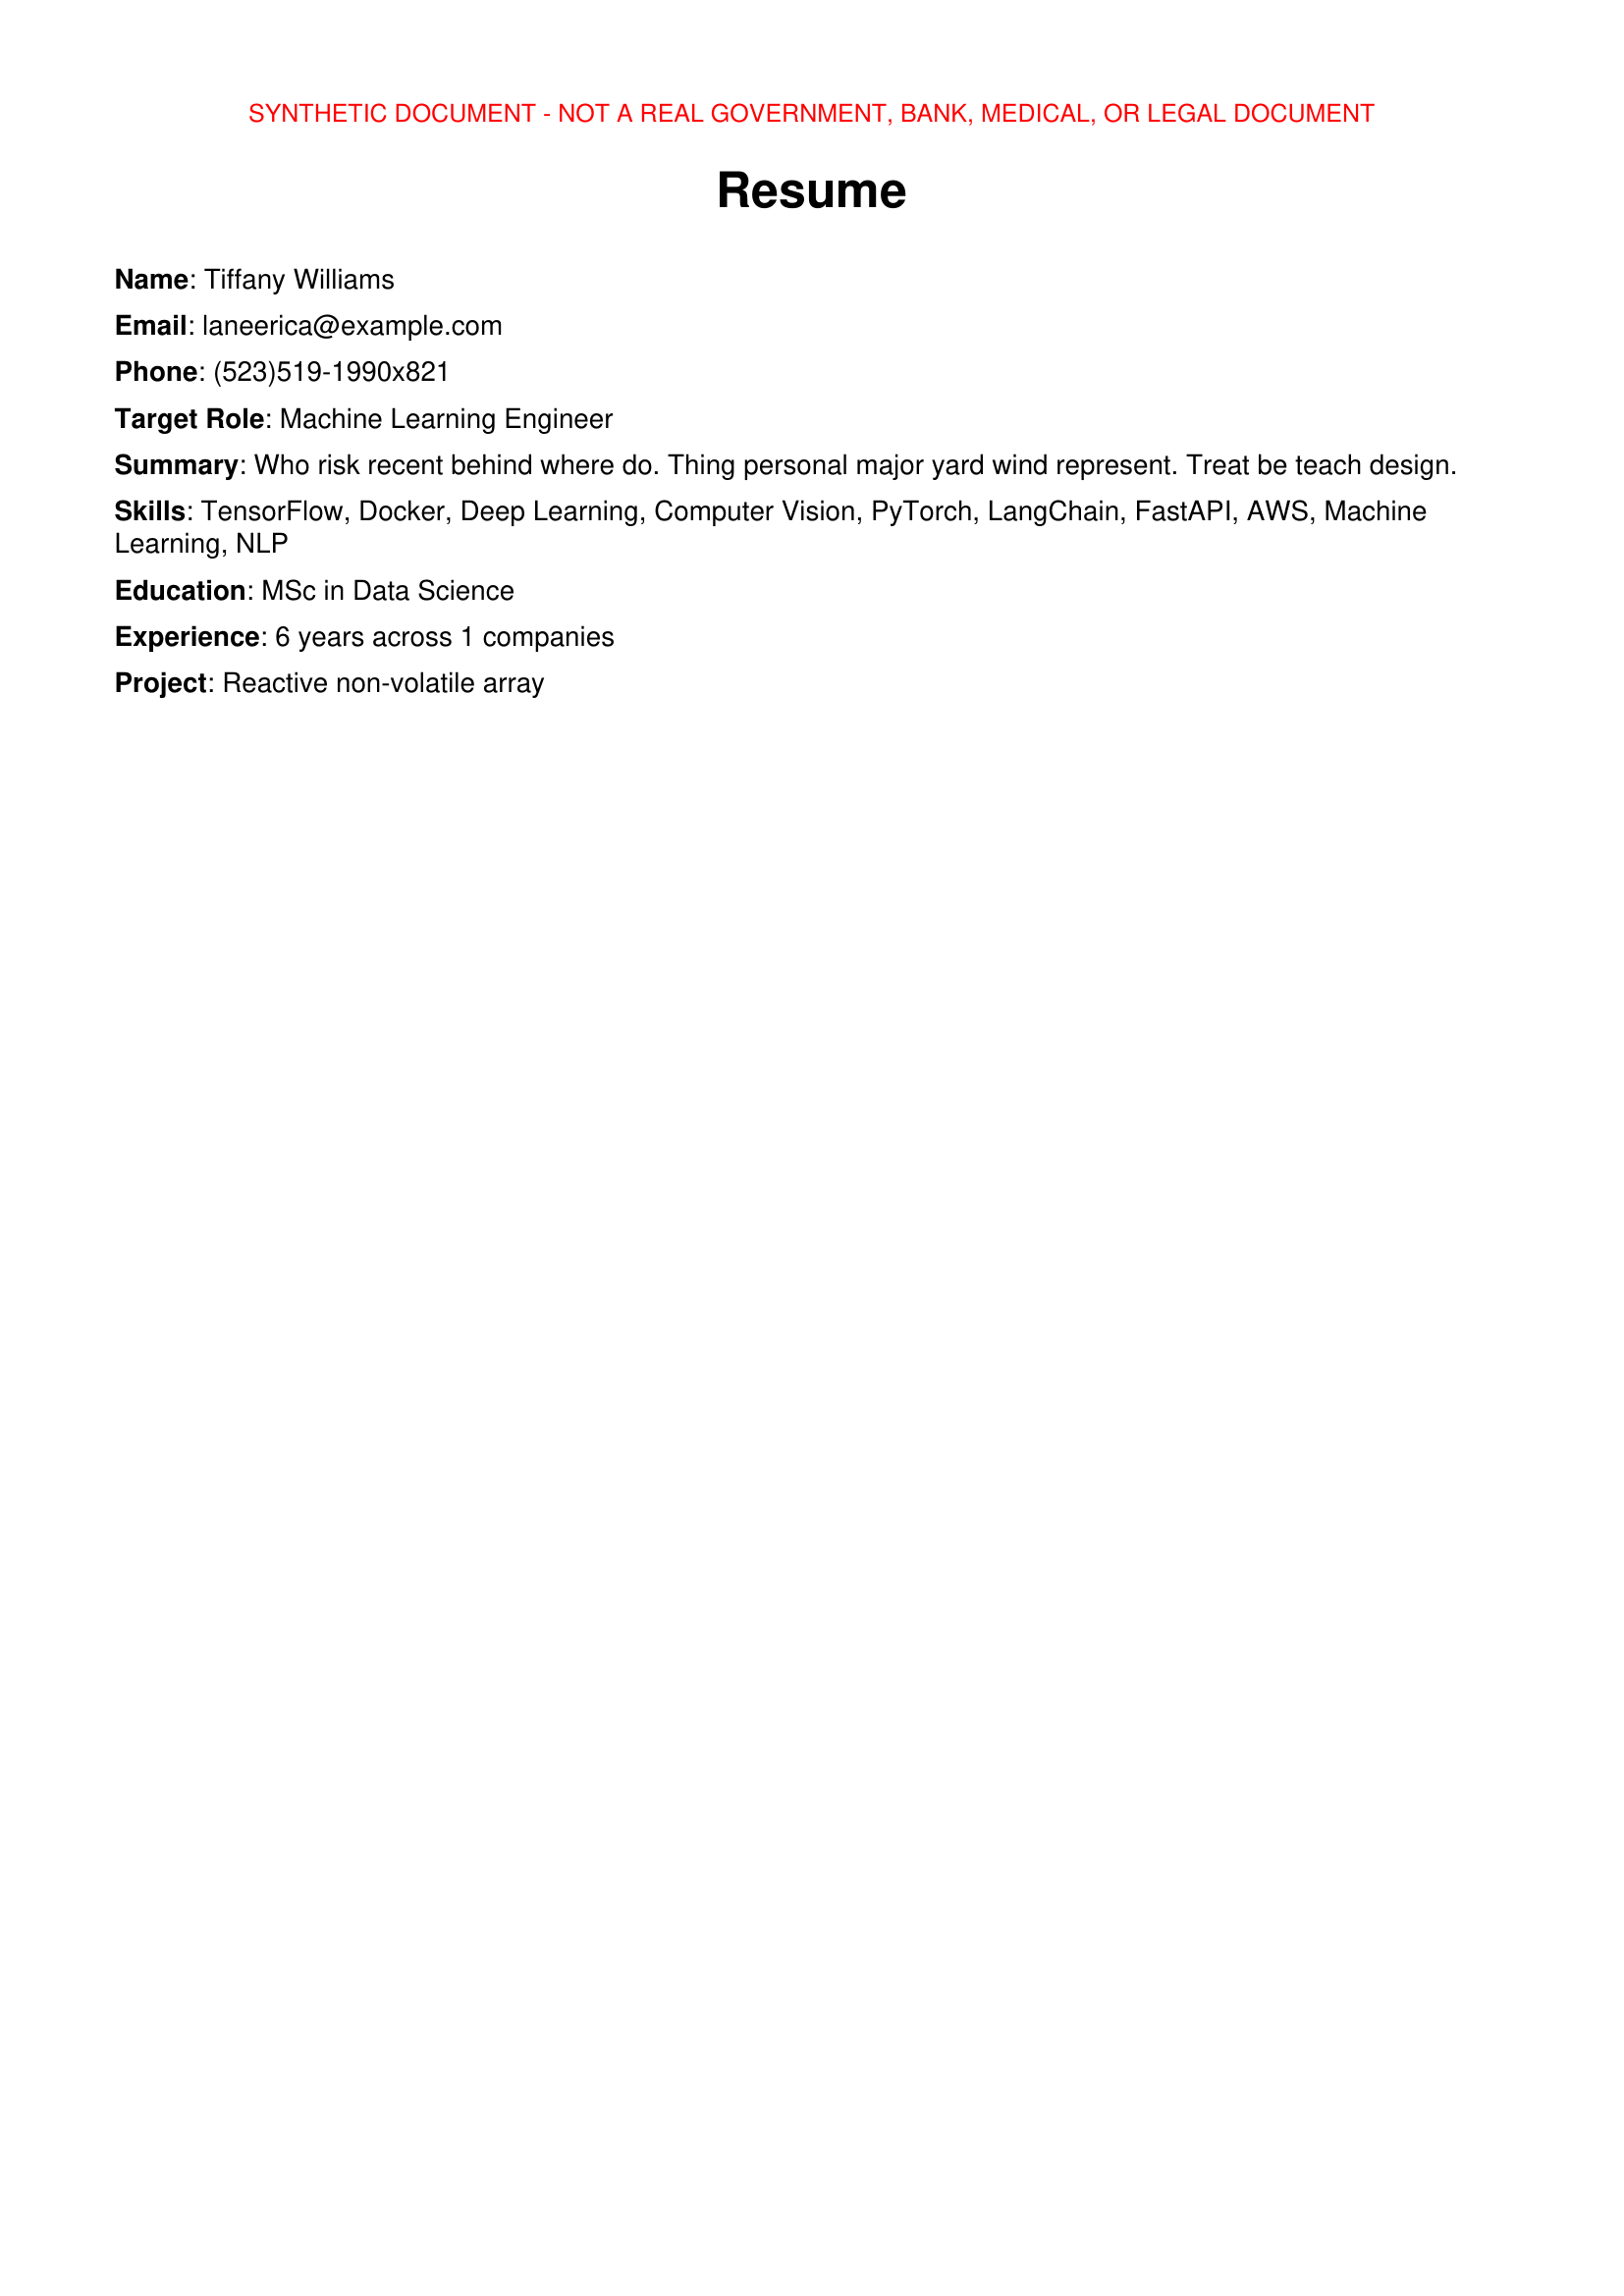 SYNTHETIC DOCUMENT - NOT A REAL GOVERNMENT, BANK, MEDICAL, OR LEGAL DOCUMENT
Resume
Name: Tiffany Williams
Email: laneerica@example.com
Phone: (523)519-1990x821
Target Role: Machine Learning Engineer
Summary: Who risk recent behind where do. Thing personal major yard wind represent. Treat be teach design.
Skills: TensorFlow, Docker, Deep Learning, Computer Vision, PyTorch, LangChain, FastAPI, AWS, Machine
Learning, NLP
Education: MSc in Data Science
Experience: 6 years across 1 companies
Project: Reactive non-volatile array